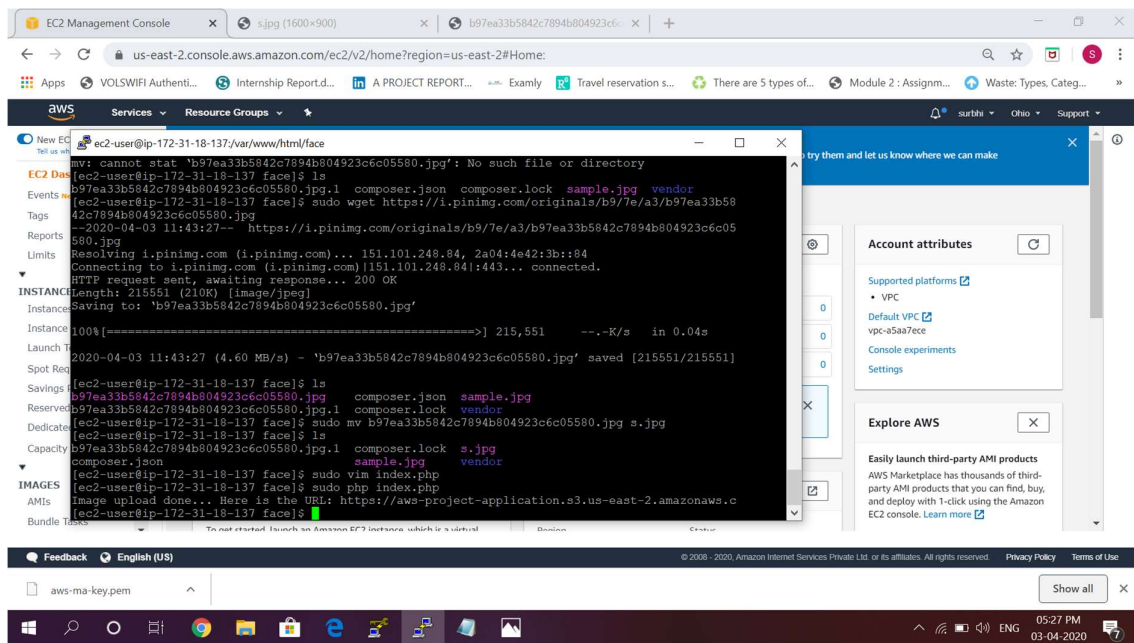 EC2 Management Console
s.jpg (1600×900)
b97ea33b5842c7894b804923c6c
us-east-2.console.aws.amazon.com/ec2/v2/home?region=us-east-2#Home:
S
Apps VOLSWIFI Authenti... Internship Report.d... A PROJECT REPORT... Examly Travel reservation s... There are 5 types of... Module 2 : Assignm... Waste: Types, Categ... »
aws Services Resource Groups surbhi Ohio Support
New EC
Tell us wh
EC2 Das
Events Ne
Tags
Reports
Limits
INSTANCE
Instances
Instance
Launch T
Spot Req
Savings P
Reserved
Dedicate
Capacity
IMAGES
AMIs
Bundle Tasks
ec2-user@ip-172-31-18-137:/var/www/html/face
mv: cannot stat ‘b97ea33b5842c7894b804923c6c05580.jpg’: No such file or directory
[ec2-user@ip-172-31-18-137 face]$ ls
b97ea33b5842c7894b804923c6c05580.jpg.1 composer.json composer.lock sample.jpg vendor
[ec2-user@ip-172-31-18-137 face]$ sudo wget https://i.pinimg.com/originals/b9/7e/a3/b97ea33b58
42c7894b804923c6c05580.jpg
--2020-04-03 11:43:27-- https://i.pinimg.com/originals/b9/7e/a3/b97ea33b5842c7894b804923c6c05
580.jpg
Resolving i.pinimg.com (i.pinimg.com)... 151.101.248.84, 2a04:4e42:3b::84
Connecting to i.pinimg.com (i.pinimg.com)|151.101.248.84|:443... connected.
HTTP request sent, awaiting response... 200 OK
Length: 215551 (210K) [image/jpeg]
Saving to: ‘b97ea33b5842c7894b804923c6c05580.jpg’
100%[==================================================>] 215,551 --.-K/s in 0.04s
2020-04-03 11:43:27 (4.60 MB/s) - ‘b97ea33b5842c7894b804923c6c05580.jpg’ saved [215551/215551]
[ec2-user@ip-172-31-18-137 face]$ ls
b97ea33b5842c7894b804923c6c05580.jpg composer.json sample.jpg
b97ea33b5842c7894b804923c6c05580.jpg.1 composer.lock vendor
[ec2-user@ip-172-31-18-137 face]$ sudo mv b97ea33b5842c7894b804923c6c05580.jpg s.jpg
[ec2-user@ip-172-31-18-137 face]$ ls
b97ea33b5842c7894b804923c6c05580.jpg.1 composer.lock s.jpg
composer.json sample.jpg vendor
[ec2-user@ip-172-31-18-137 face]$ sudo vim index.php
[ec2-user@ip-172-31-18-137 face]$ sudo php index.php
Image upload done... Here is the URL: https://aws-project-application.s3.us-east-2.amazonaws.c
[ec2-user@ip-172-31-18-137 face]$
To get started, launch an Amazon EC2 instance, which is a virtual
Region Status
try them and let us know where we can make
0
0
0
Account attributes
Supported platforms
• VPC
Default VPC
vpc-a5aa7ece
Console experiments
Settings
Explore AWS
Easily launch third-party AMI products
AWS Marketplace has thousands of third-
party AMI products that you can find, buy,
and deploy with 1-click using the Amazon
EC2 console. Learn more
Feedback English (US) © 2008 - 2020, Amazon Internet Services Private Ltd. or its affiliates. All rights reserved. Privacy Policy Terms of Use
aws-ma-key.pem
Show all
ENG
05:27 PM
03-04-2020
7